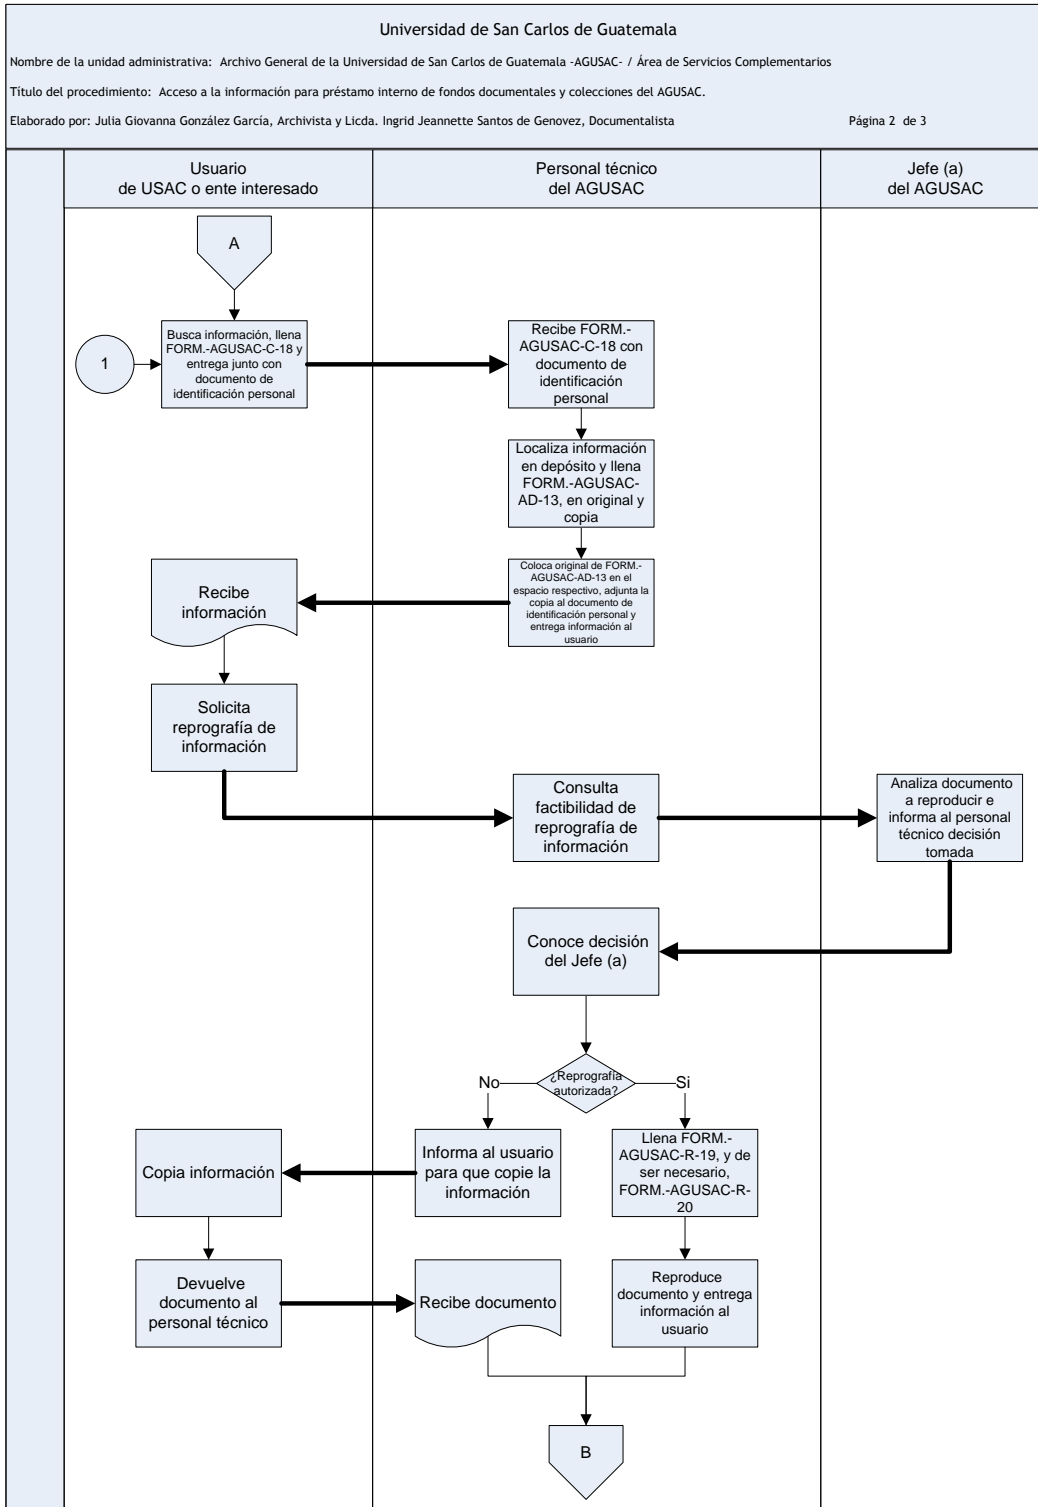 Universidad de San Carlos de Guatemala
Nombre de la unidad administrativa: Archivo General de la Universidad de San Carlos de Guatemala -AGUSAC- / Área de Servicios Complementarios
Título del procedimiento: Acceso a la información para préstamo interno de fondos documentales y colecciones del AGUSAC.
Elaborado por: Julia Giovanna González García, Archivista y Licda. Ingrid Jeannette Santos de Genovez, Documentalista
Página 2 de 3
Usuario
de USAC o ente interesado
Personal técnico
del AGUSAC
Jefe (a)
del AGUSAC
A
1
Busca información, llena
FORM.-AGUSAC-C-18 y
entrega junto con
documento de
identificación personal
Recibe FORM.-
AGUSAC-C-18 con
documento de
identificación
personal
Localiza información
en depósito y llena
FORM.-AGUSAC-
AD-13, en original y
copia
Coloca original de FORM.-
AGUSAC-AD-13 en el
espacio respectivo, adjunta la
copia al documento de
identificación personal y
entrega información al
usuario
Recibe
información
Solicita
reprografía de
información
Consulta
factibilidad de
reprografía de
información
Analiza documento
a reproducir e
informa al personal
técnico decisión
tomada
Conoce decisión
del Jefe (a)
¿Reprografía
autorizada?
No
Si
Informa al usuario
para que copie la
información
Llena FORM.-
AGUSAC-R-19, y de
ser necesario,
FORM.-AGUSAC-R-
20
Copia información
Devuelve
documento al
personal técnico
Recibe documento
Reproduce
documento y entrega
información al
usuario
B